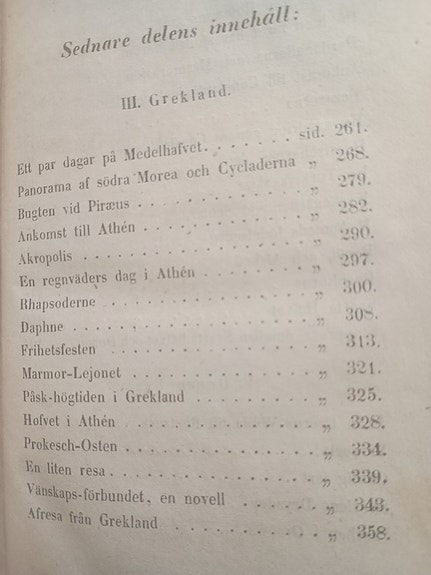 Sednare delens innehåll:
III. Grekland.
Ett par dagar på Medelhafvet. . . . . . . sid. 261.
Panorama af södra Morea och Cycladerna „ 268.
Bugten vid Piræus . . . . . . . . . . . „ 279.
Ankomst till Athén . . . . . . . . . . . „ 282.
Akropolis . . . . . . . . . . . . . . . „ 290.
En regnväders dag i Athén . . . . . . . . „ 297.
Rhapsoderne . . . . . . . . . . . . . . „ 300.
Daphne . . . . . . . . . . . . . . . . „ 308.
Frihetsfesten . . . . . . . . . . . . . „ 313.
Marmor-Lejonet . . . . . . . . . . . . „ 321.
Påsk-högtiden i Grekland . . . . . . . . „ 325.
Hofvet i Athén . . . . . . . . . . . . . „ 328.
Prokesch-Osten . . . . . . . . . . . . „ 334.
En liten resa . . . . . . . . . . . . . „ 339.
Vänskaps-förbundet, en novell . . . . . . „ 343.
Afresa från Grekland . . . . . . . . . . „ 358.